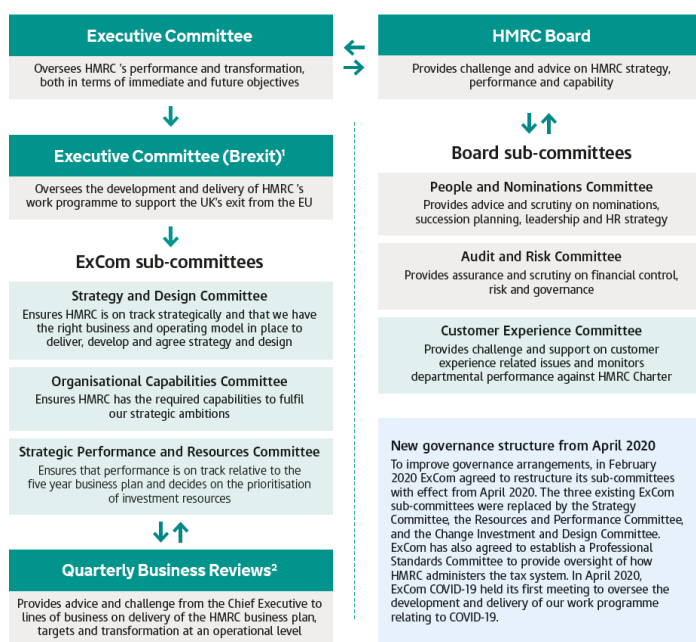 Executive Committee
Oversees HMRC 's performance and transformation,
both in terms of immediate and future objectives
Executive Committee (Brexit)¹
Oversees the development and delivery of HMRC 's
work programme to support the UK's exit from the EU
ExCom sub-committees
Strategy and Design Committee
Ensures HMRC is on track strategically and that we have
the right business and operating model in place to
deliver, develop and agree strategy and design
Organisational Capabilities Committee
Ensures HMRC has the required capabilities to fulfil
our strategic ambitions
Strategic Performance and Resources Committee
Ensures that performance is on track relative to the
five year business plan and decides on the prioritisation
of investment resources
Quarterly Business Reviews²
Provides advice and challenge from the Chief Executive to
lines of business on delivery of the HMRC business plan,
targets and transformation at an operational level
HMRC Board
Provides challenge and advice on HMRC strategy,
performance and capability
Board sub-committees
People and Nominations Committee
Provides advice and scrutiny on nominations,
succession planning, leadership and HR strategy
Audit and Risk Committee
Provides assurance and scrutiny on financial control,
risk and governance
Customer Experience Committee
Provides challenge and support on customer
experience related issues and monitors
departmental performance against HMRC Charter
New governance structure from April 2020
To improve governance arrangements, in February
2020 ExCom agreed to restructure its sub-committees
with effect from April 2020. The three existing ExCom
sub-committees were replaced by the Strategy
Committee, the Resources and Performance Committee,
and the Change Investment and Design Committee.
ExCom has also agreed to establish a Professional
Standards Committee to provide oversight of how
HMRC administers the tax system. In April 2020,
ExCom COVID-19 held its first meeting to oversee the
development and delivery of our work programme
relating to COVID-19.